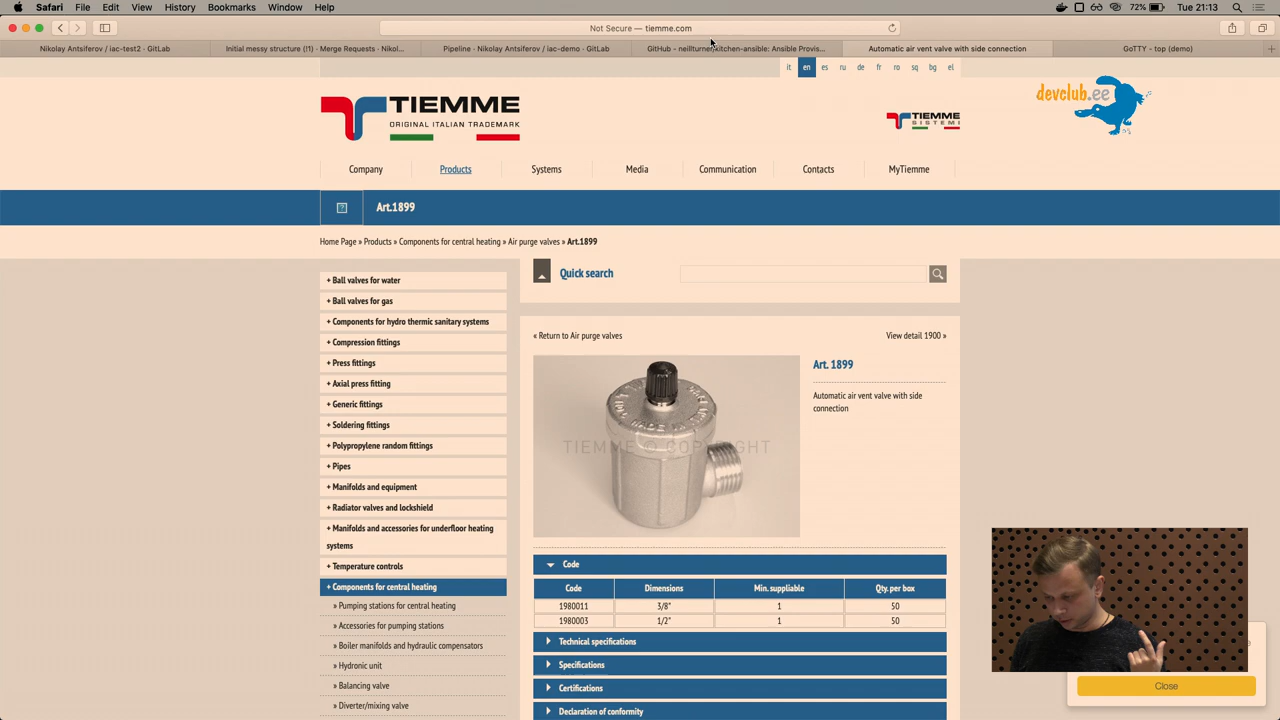 Safari File Edit View History Bookmarks Window Help
72% Tue 21:13
Not Secure — tiemme.com
Nikolay Antsiferov / iac-test2 · GitLab
Initial messy structure (!1) · Merge Requests · Nikol...
Pipeline · Nikolay Antsiferov / iac-demo · GitLab
GitHub - neillturner/kitchen-ansible: Ansible Provis...
Automatic air vent valve with side connection
GoTTY - top (demo)
it en es ru de fr ro sq bg el
TIEMME
ORIGINAL ITALIAN TRADEMARK
TIEMME
SISTEMI
devclub.ee
Company Products Systems Media Communication Contacts MyTiemme
Art.1899
Home Page » Products » Components for central heating » Air purge valves » Art.1899
+ Ball valves for water
+ Ball valves for gas
+ Components for hydro thermic sanitary systems
+ Compression fittings
+ Press fittings
+ Axial press fitting
+ Generic fittings
+ Soldering fittings
+ Polypropylene random fittings
+ Pipes
+ Manifolds and equipment
+ Radiator valves and lockshield
+ Manifolds and accessories for underfloor heating
systems
+ Temperature controls
+ Components for central heating
» Pumping stations for central heating
» Accessories for pumping stations
» Boiler manifolds and hydraulic compensators
» Hydronic unit
» Balancing valve
» Diverter/mixing valve
Quick search
« Return to Air purge valves
View detail 1900 »
TIEMME © COPYRIGHT
Art. 1899
Automatic air vent valve with side
connection
Code
Code Dimensions Min. suppliable Qty. per box
1980011 3/8" 1 50
1980003 1/2" 1 50
Technical specifications
Specifications
Certifications
Declaration of conformity
Close